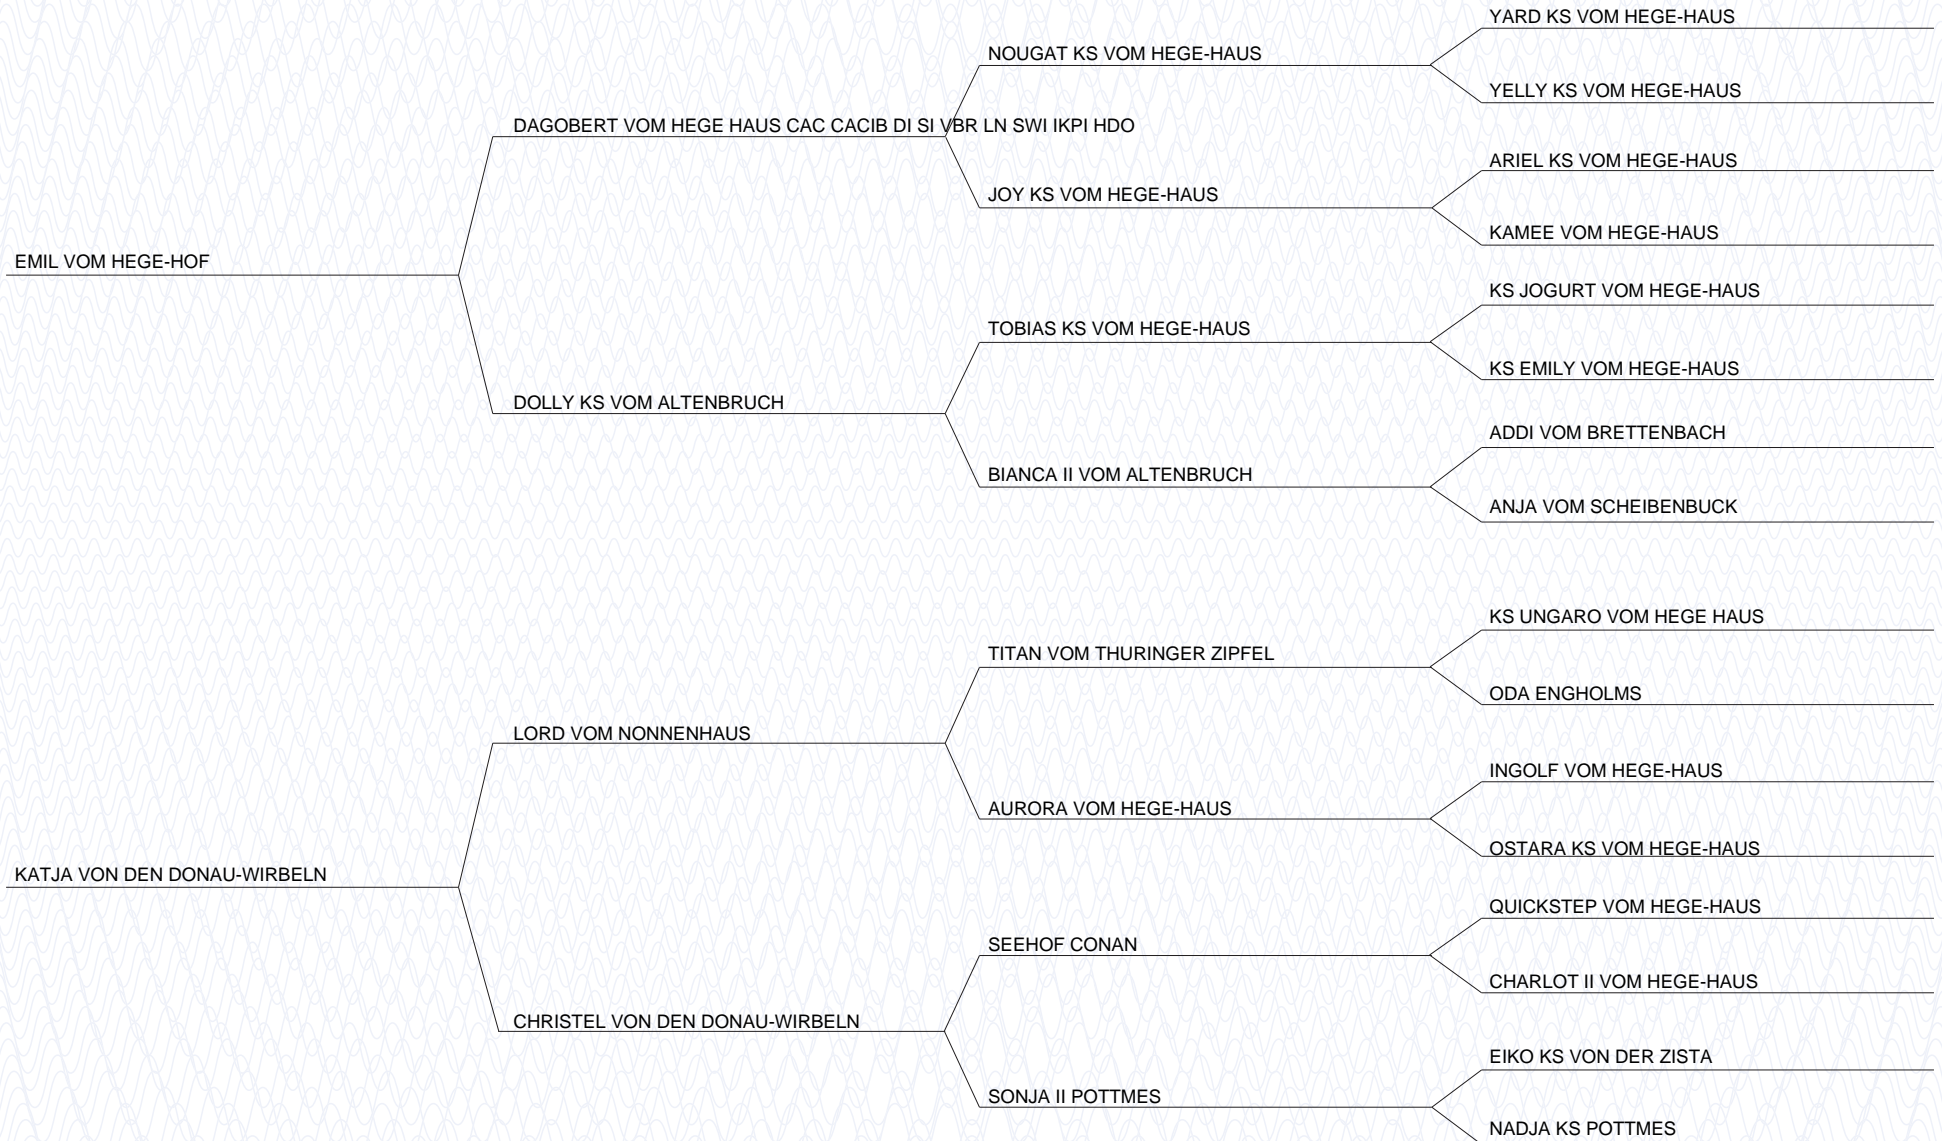 YARD KS VOM HEGE-HAUS
NOUGAT KS VOM HEGE-HAUS
YELLY KS VOM HEGE-HAUS
DAGOBERT VOM HEGE HAUS CAC CACIB DI SI VBR LN SWI IKPI HDO
ARIEL KS VOM HEGE-HAUS
JOY KS VOM HEGE-HAUS
KAMEE VOM HEGE-HAUS
EMIL VOM HEGE-HOF
KS JOGURT VOM HEGE-HAUS
TOBIAS KS VOM HEGE-HAUS
KS EMILY VOM HEGE-HAUS
DOLLY KS VOM ALTENBRUCH
ADDI VOM BRETTENBACH
BIANCA II VOM ALTENBRUCH
ANJA VOM SCHEIBENBUCK
KS UNGARO VOM HEGE HAUS
TITAN VOM THURINGER ZIPFEL
ODA ENGHOLMS
LORD VOM NONNENHAUS
INGOLF VOM HEGE-HAUS
AURORA VOM HEGE-HAUS
OSTARA KS VOM HEGE-HAUS
KATJA VON DEN DONAU-WIRBELN
QUICKSTEP VOM HEGE-HAUS
SEEHOF CONAN
CHARLOT II VOM HEGE-HAUS
CHRISTEL VON DEN DONAU-WIRBELN
EIKO KS VON DER ZISTA
SONJA II POTTMES
NADJA KS POTTMES